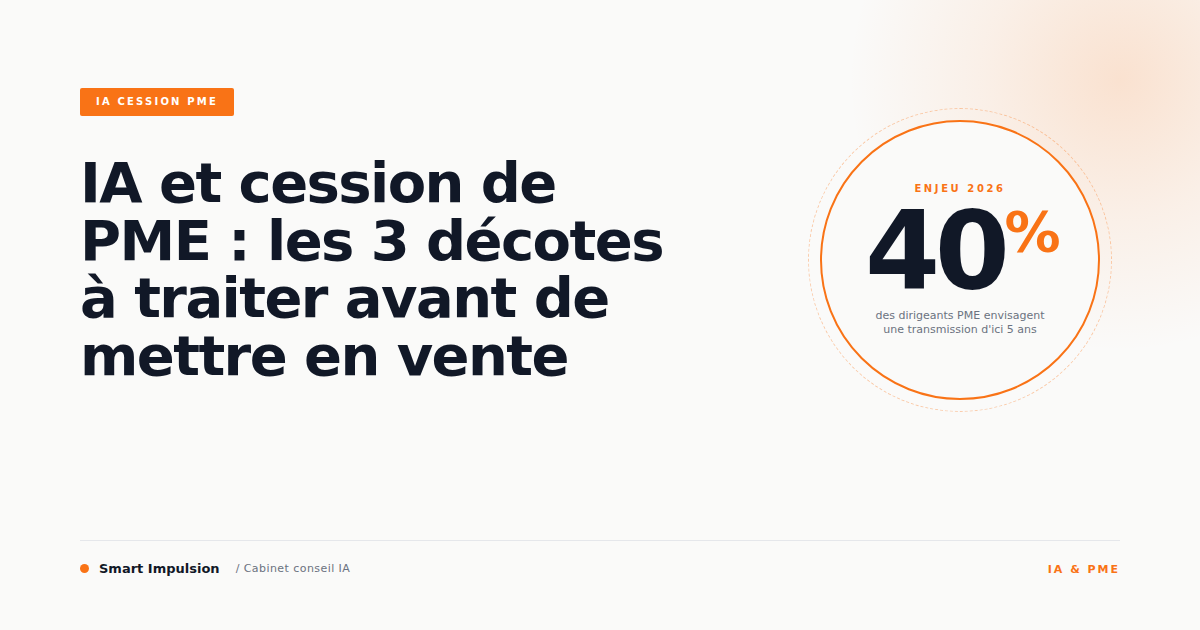 IA CESSION PME
IA et cession de
PME : les 3 décotes
à traiter avant de
mettre en vente
ENJEU 2026
40%
des dirigeants PME envisagent
une transmission d'ici 5 ans
Smart Impulsion / Cabinet conseil IA
IA & PME